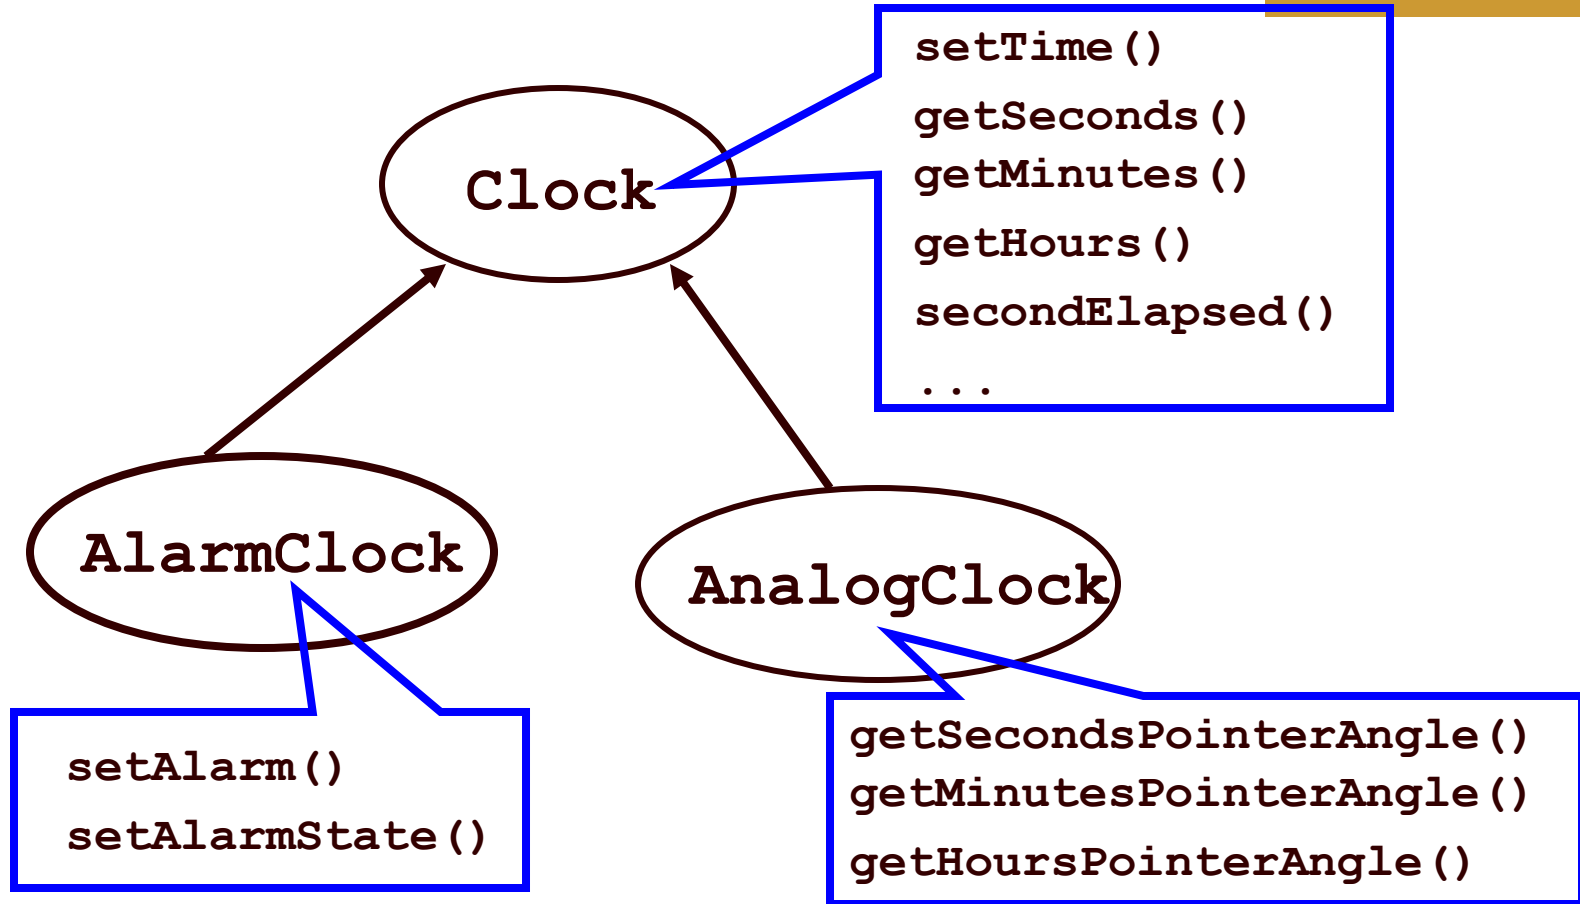 setTime()
getSeconds()
getMinutes()
getHours()
secondElapsed()
...
Clock
AlarmClock
AnalogClock
setAlarm()
setAlarmState()
getSecondsPointerAngle()
getMinutesPointerAngle()
getHoursPointerAngle()